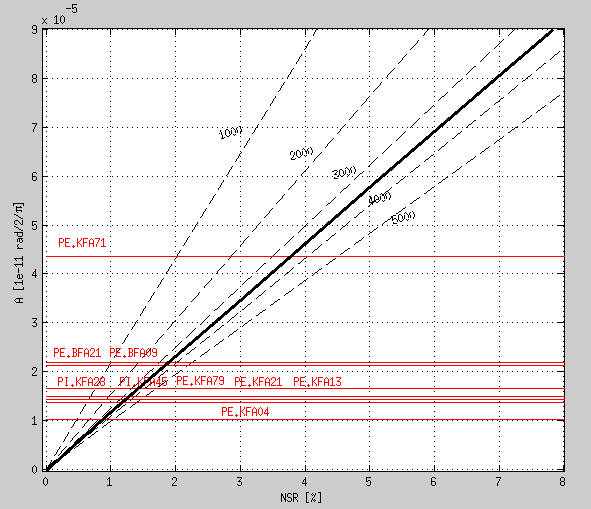 x 10⁻⁵
9
8
7
6
5
4
3
2
1
0
A [1e-11 rad/2/π]
1000
2000
3000
4000
5000
PE.KFA71
PE.BFA21 PE.BFA09
PI.KFA28 PI.KFA45 PE.KFA79 PE.KFA21 PE.KFA13
PE.KFA04
0 1 2 3 4 5 6 7 8
NSR [%]